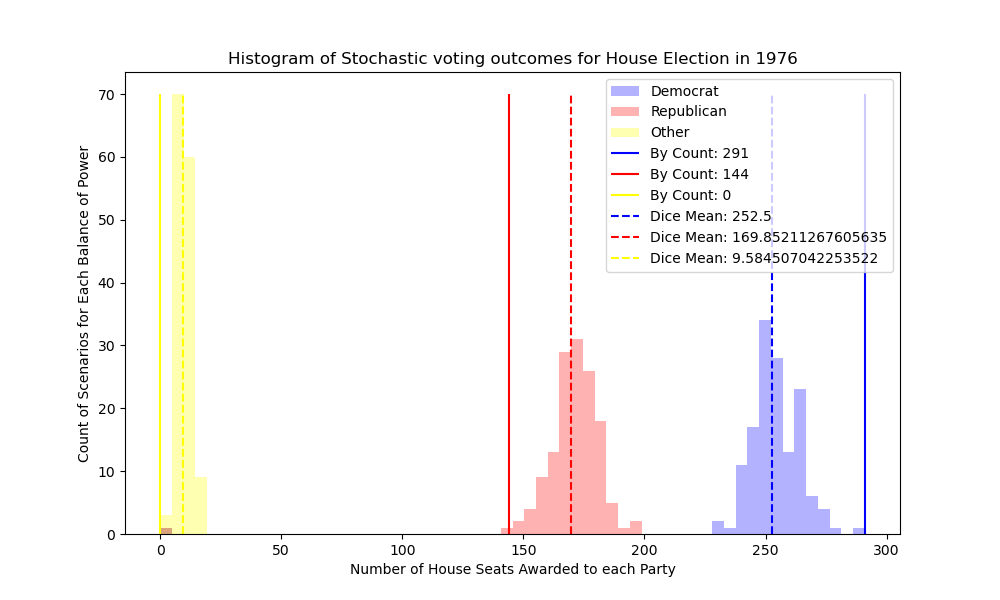 Histogram of Stochastic voting outcomes for House Election in 1976
Count of Scenarios for Each Balance of Power
70
60
50
40
30
20
10
0
Democrat
Republican
Other
By Count: 291
By Count: 144
By Count: 0
Dice Mean: 252.5
Dice Mean: 169.85211267605635
Dice Mean: 9.584507042253522
0 50 100 150 200 250 300
Number of House Seats Awarded to each Party